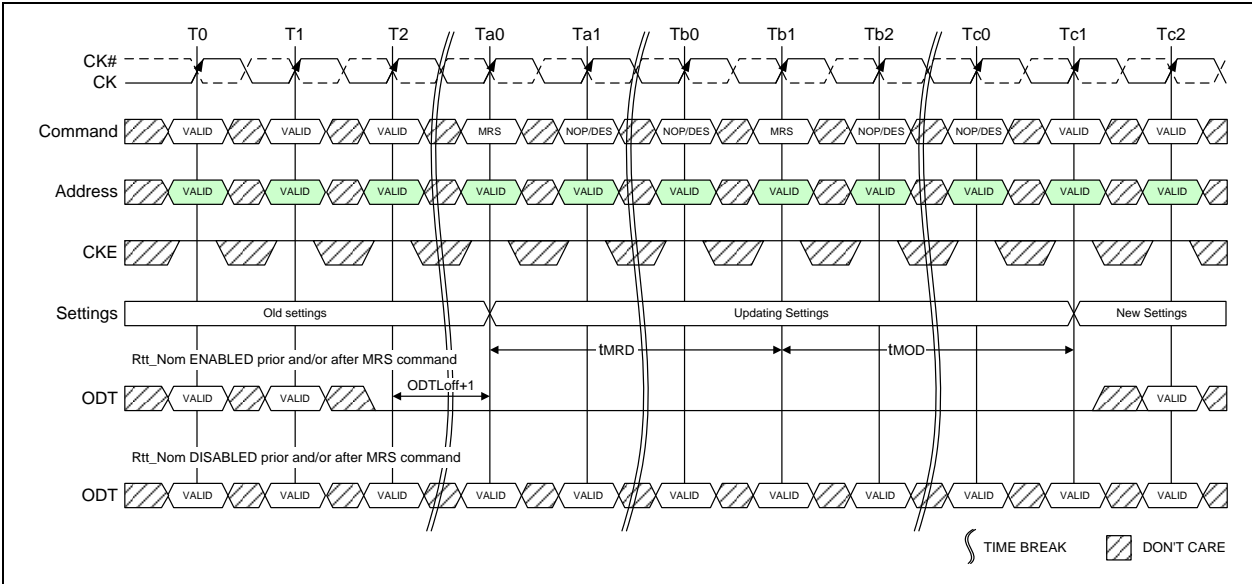 T0 T1 T2 Ta0 Ta1 Tb0 Tb1 Tb2 Tc0 Tc1 Tc2
CK#
CK
Command VALID VALID VALID MRS NOP/DES NOP/DES MRS NOP/DES NOP/DES VALID VALID
Address VALID VALID VALID VALID VALID VALID VALID VALID VALID VALID VALID
CKE
Settings Old settings Updating Settings New Settings
tMRD tMOD
Rtt_Nom ENABLED prior and/or after MRS command
ODTLoff+1
ODT VALID VALID VALID
Rtt_Nom DISABLED prior and/or after MRS command
ODT VALID VALID VALID VALID VALID VALID VALID VALID VALID VALID VALID
TIME BREAK DON'T CARE